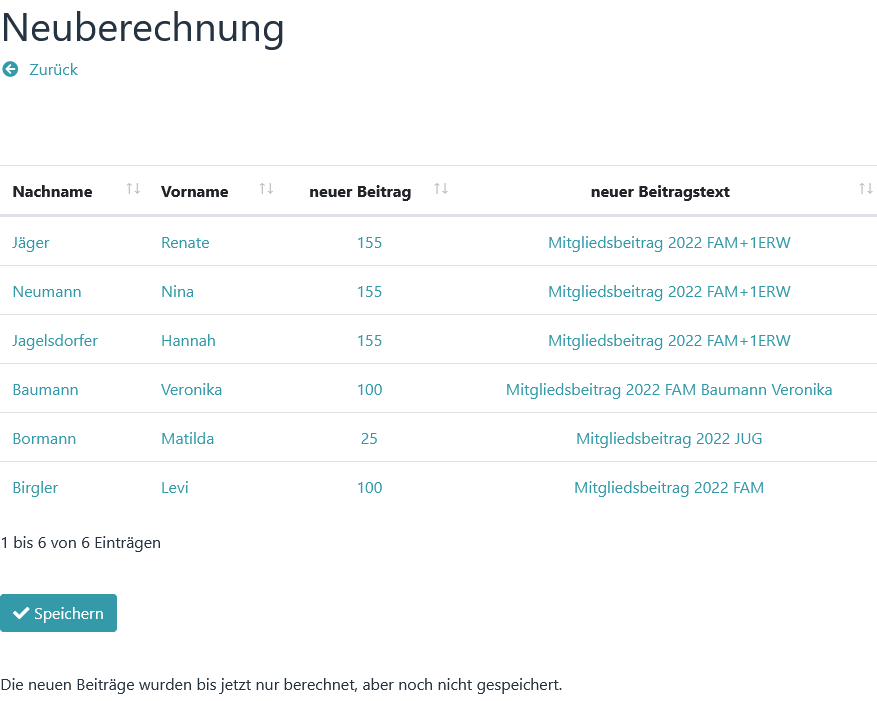 Neuberechnung
Zurück
Nachname Vorname neuer Beitrag neuer Beitragstext
Jäger Renate 155 Mitgliedsbeitrag 2022 FAM+1ERW
Neumann Nina 155 Mitgliedsbeitrag 2022 FAM+1ERW
Jagelsdorfer Hannah 155 Mitgliedsbeitrag 2022 FAM+1ERW
Baumann Veronika 100 Mitgliedsbeitrag 2022 FAM Baumann Veronika
Bormann Matilda 25 Mitgliedsbeitrag 2022 JUG
Birgler Levi 100 Mitgliedsbeitrag 2022 FAM
1 bis 6 von 6 Einträgen
Speichern
Die neuen Beiträge wurden bis jetzt nur berechnet, aber noch nicht gespeichert.